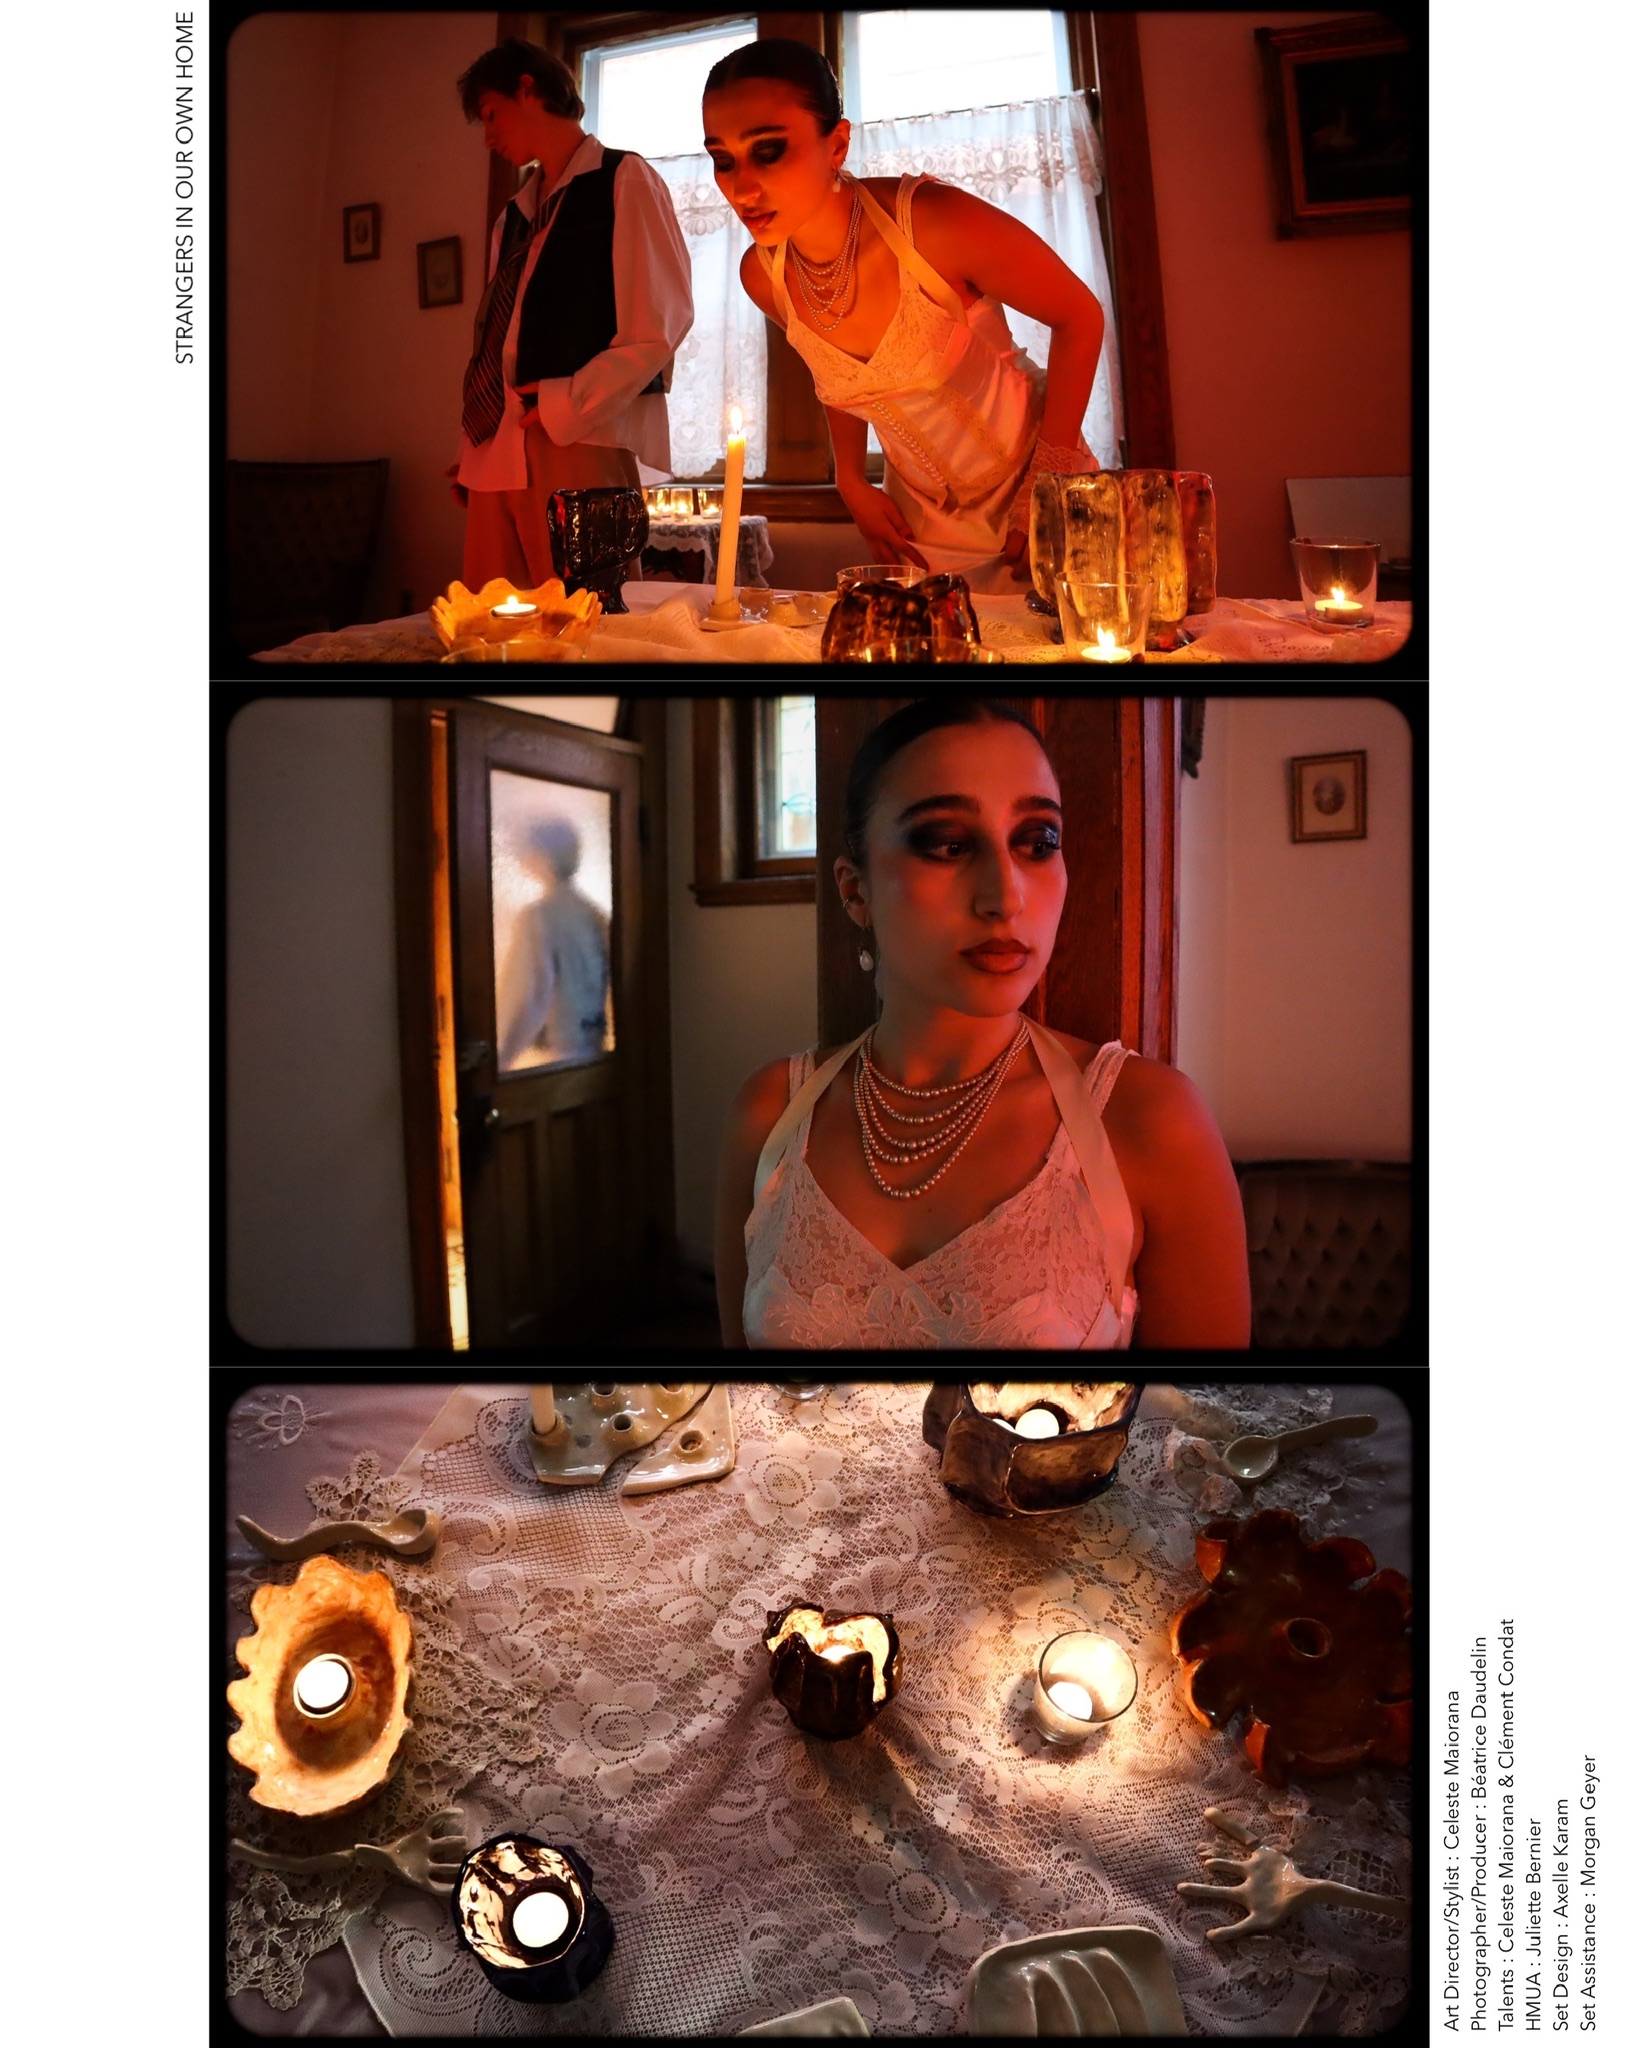 STRANGERS IN OUR OWN HOME
Art Director/Stylist : Celeste Maiorana
Photographer/Producer : Béatrice Daudelin
Talents : Celeste Maiorana & Clément Condat
HMUA : Juliette Bernier
Set Design : Axelle Karam
Set Assistance : Morgan Geyer